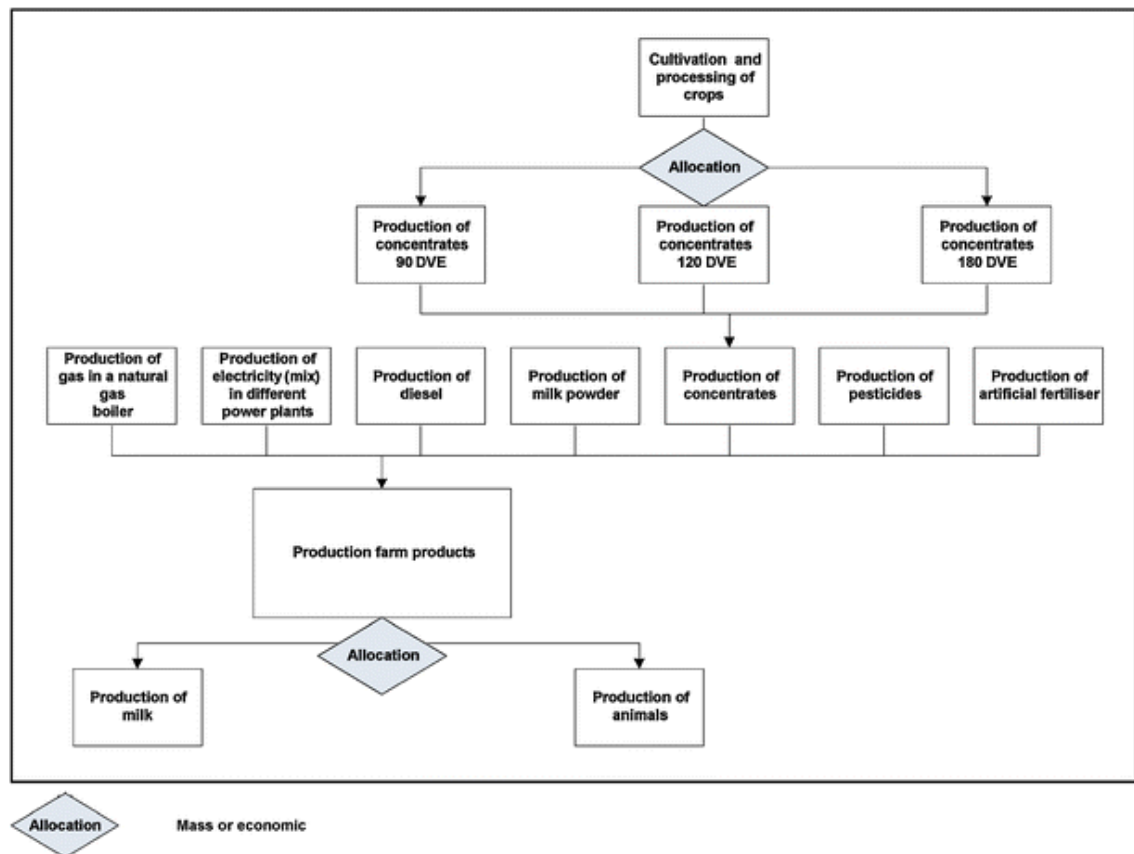 Cultivation and
processing of
crops
Allocation
Production of
concentrates
90 DVE
Production of
concentrates
120 DVE
Production of
concentrates
180 DVE
Production of
gas in a natural
gas
boiler
Production of
electricity (mix)
in different
power plants
Production of
diesel
Production of
milk powder
Production of
concentrates
Production of
pesticides
Production of
artificial fertiliser
Production farm products
Allocation
Production of
milk
Production of
animals
Allocation
Mass or economic